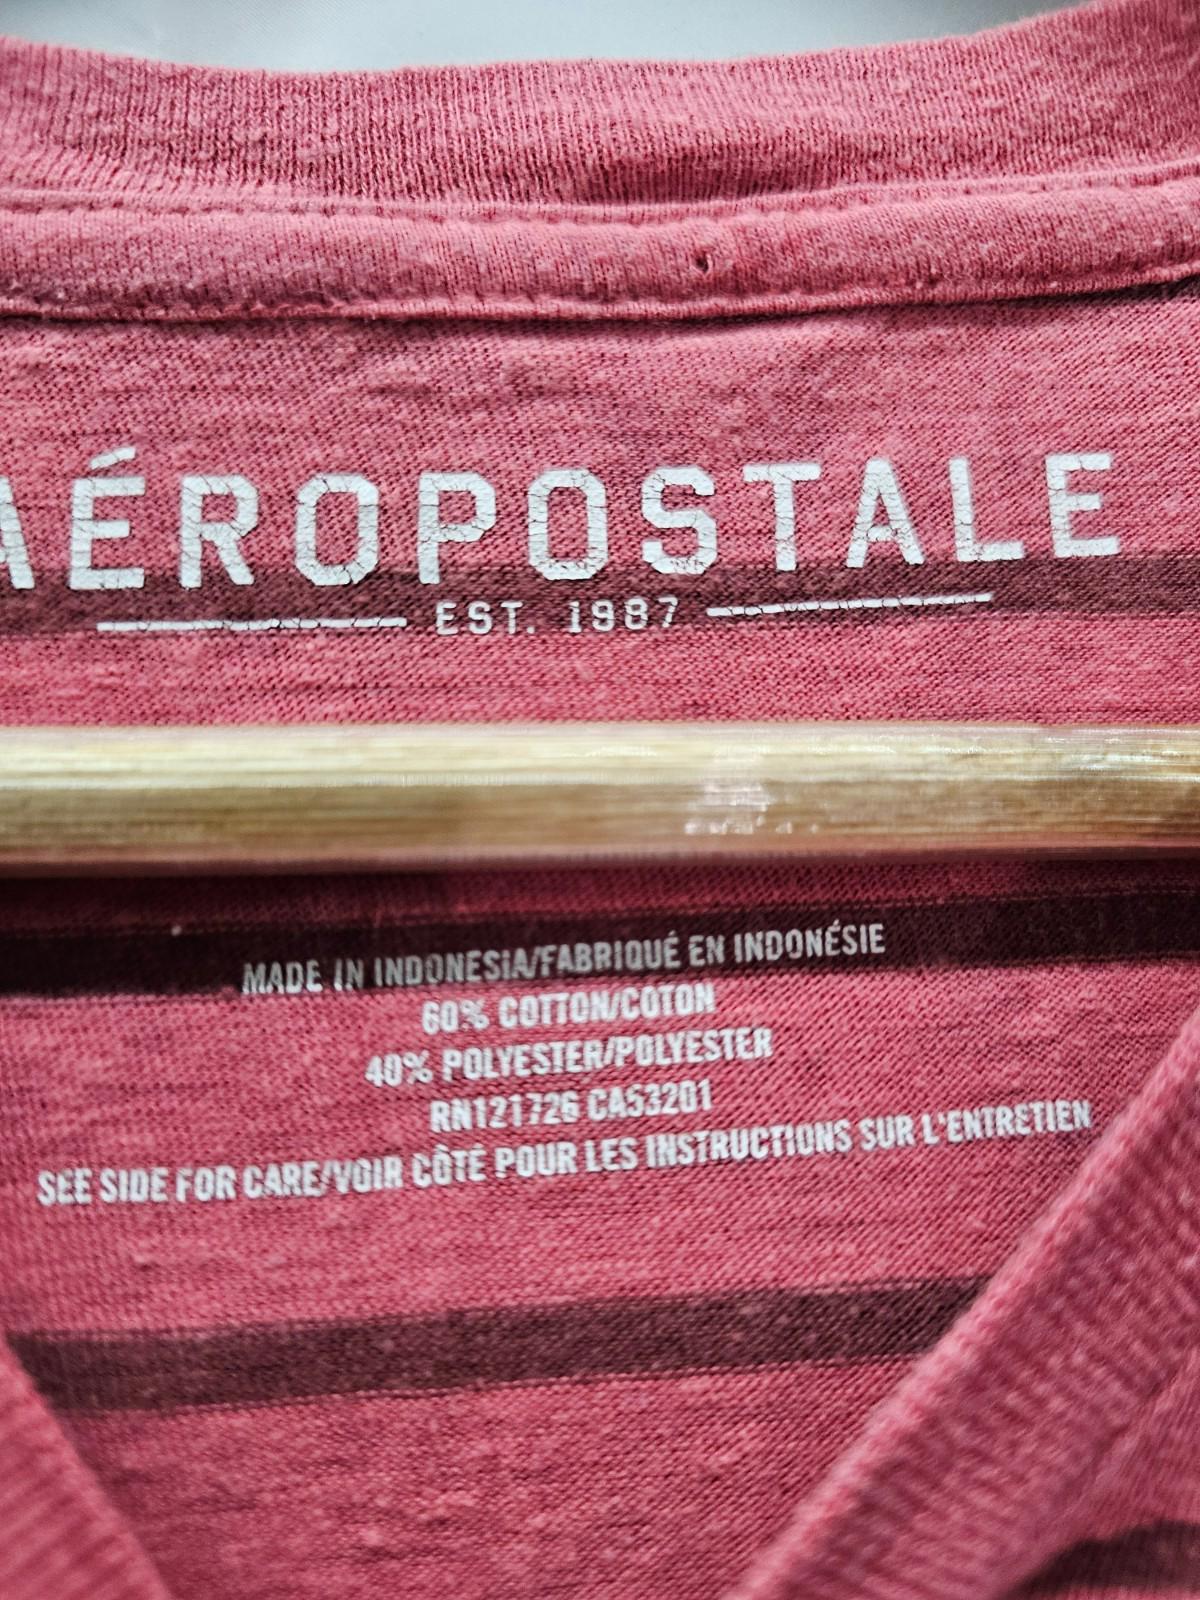 AÉROPOSTALE
EST. 1987
MADE IN INDONESIA/FABRIQUÉ EN INDONÉSIE
60% COTTON/COTON
40% POLYESTER/POLYESTER
RN121726 CA53201
SEE SIDE FOR CARE/VOIR CÔTÉ POUR LES INSTRUCTIONS SUR L'ENTRETIEN